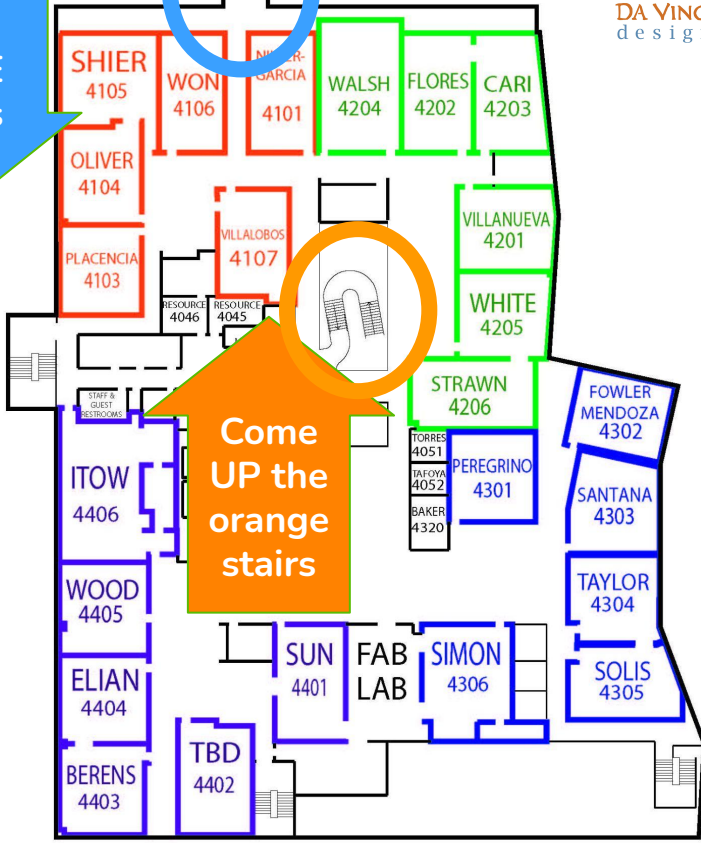 DA VINC
desig
SHIER
4105
WON
4106
GARCIA
4101
WALSH
4204
FLORES
4202
CARI
4203
OLIVER
4104
VILLANUEVA
4201
PLACENCIA
4103
VILLALOBOS
4107
RESOURCE
4046
RESOURCE
4045
WHITE
4205
STRAWN
4206
STAFF &
GUEST
RESTROOMS
FOWLER
MENDOZA
4302
Come
UP the
orange
stairs
TORRES
4051
TAFOYA
4052
BAKER
4320
PEREGRINO
4301
ITOW
4406
SANTANA
4303
WOOD
4405
TAYLOR
4304
SUN
4401
FAB
LAB
SIMON
4306
SOLIS
4305
ELIAN
4404
TBD
4402
BERENS
4403